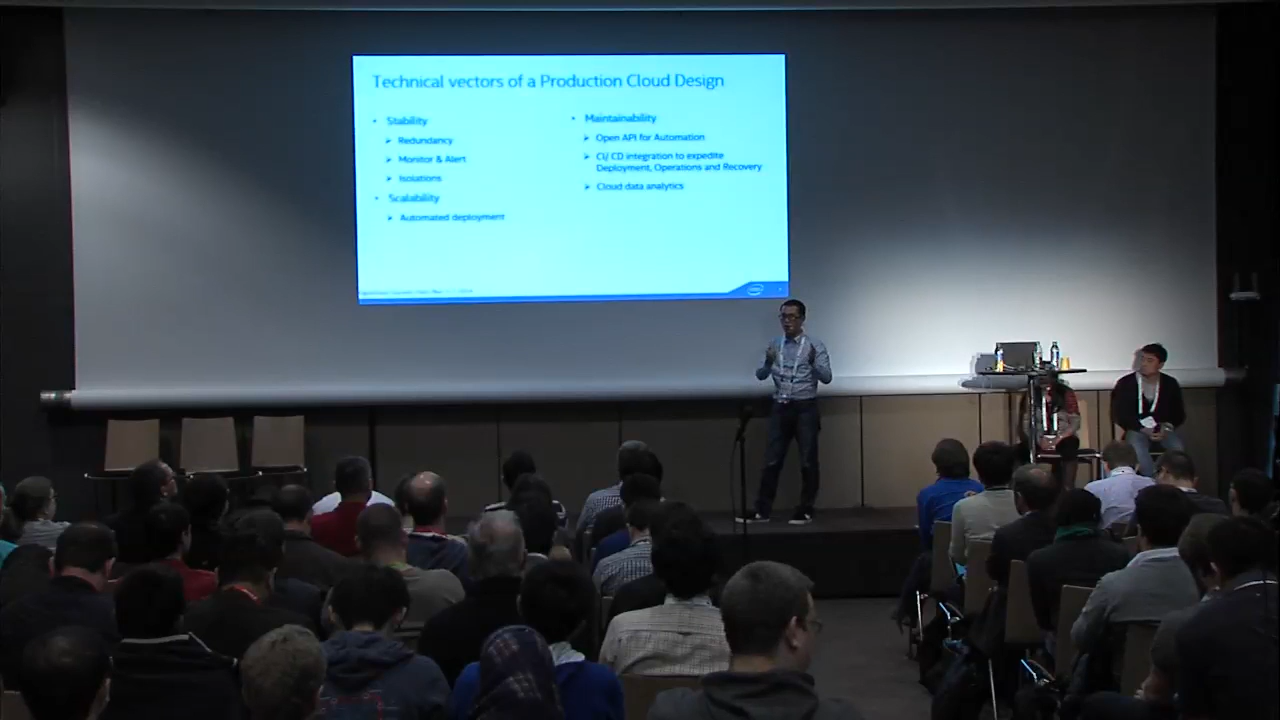 Technical vectors of a Production Cloud Design
• Stability
➢ Redundancy
➢ Monitor & Alert
➢ Isolations
• Scalability
➢ Automated deployment
• Maintainability
➢ Open API for Automation
➢ CI/ CD integration to expedite
Deployment, Operations and Recovery
➢ Cloud data analytics
intel